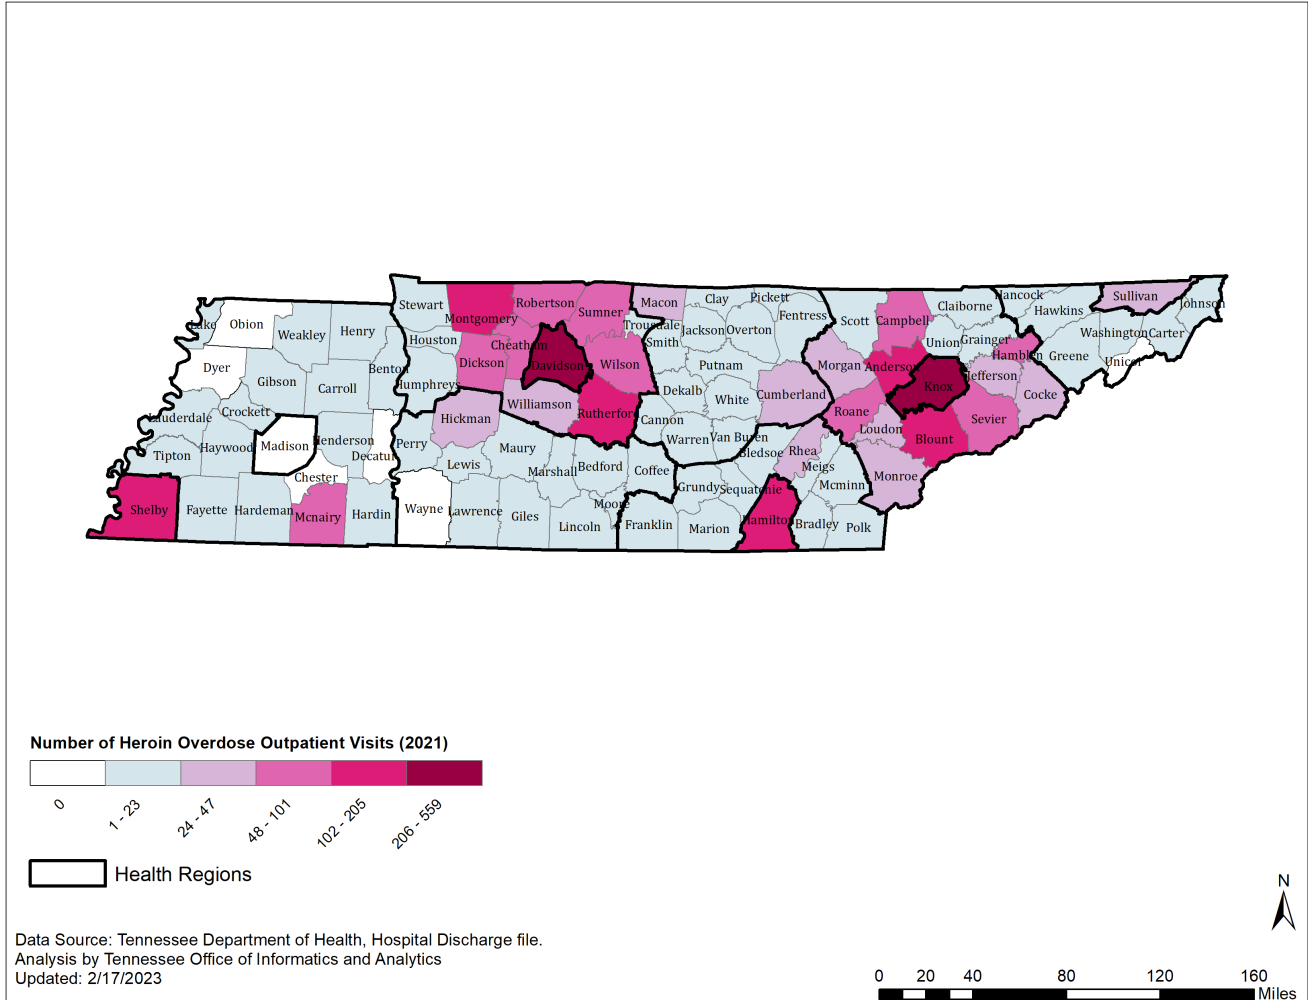 Stewart
Montgomery
Robertson
Sumner
Macon
Clay
Pickett
Fentress
Scott
Campbell
Claiborne
Hancock
Hawkins
Sullivan
Johnson
Lake
Obion
Weakley
Henry
Houston
Cheatham
Trousdale
Smith
Jackson
Overton
Union
Grainger
Hamblen
Greene
Washington
Carter
Unicoi
Dyer
Gibson
Carroll
Benton
Humphreys
Dickson
Davidson
Wilson
Putnam
Morgan
Anderson
Knox
Jefferson
Cocke
Lauderdale
Crockett
Hickman
Williamson
Rutherford
Cannon
Dekalb
White
Cumberland
Roane
Loudon
Blount
Sevier
Tipton
Haywood
Madison
Henderson
Decatur
Perry
Lewis
Maury
Marshall
Bedford
Coffee
Warren
Van Buren
Bledsoe
Rhea
Meigs
Mcminn
Monroe
Chester
Shelby
Fayette
Hardeman
Mcnairy
Hardin
Wayne
Lawrence
Giles
Lincoln
Moore
Franklin
Grundy
Sequatchie
Marion
Hamilton
Bradley
Polk
Number of Heroin Overdose Outpatient Visits (2021)
0
1 - 23
24 - 47
48 - 101
102 - 205
206 - 559
Health Regions
N
Data Source: Tennessee Department of Health, Hospital Discharge file.
Analysis by Tennessee Office of Informatics and Analytics
Updated: 2/17/2023
0 20 40 80 120 160
Miles